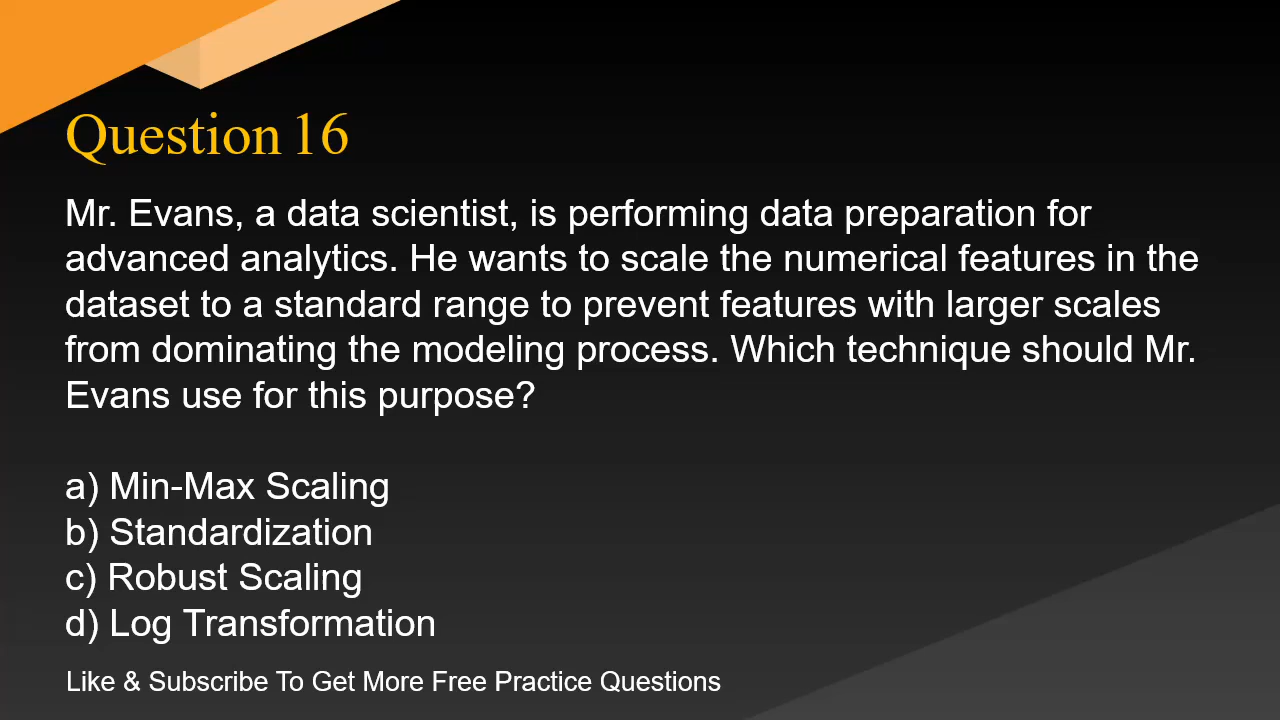 Question 16
Mr. Evans, a data scientist, is performing data preparation for
advanced analytics. He wants to scale the numerical features in the
dataset to a standard range to prevent features with larger scales
from dominating the modeling process. Which technique should Mr.
Evans use for this purpose?
a) Min-Max Scaling
b) Standardization
c) Robust Scaling
d) Log Transformation
Like & Subscribe To Get More Free Practice Questions